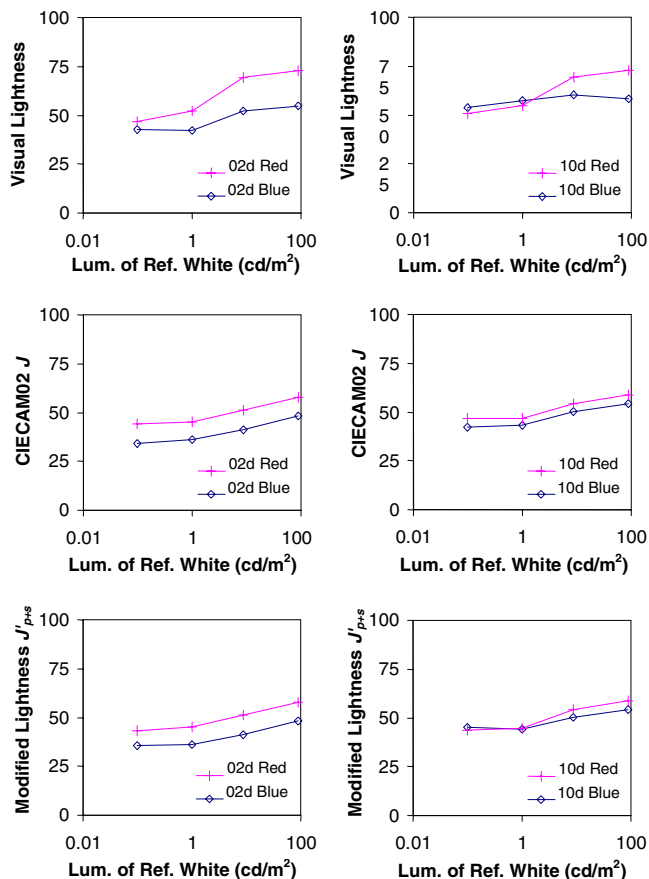 Visual Lightness
100
75
50
25
0
02d Red
02d Blue
0.01
1
100
Lum. of Ref. White (cd/m²)
Visual Lightness
100
7
5
5
0
2
5
0
10d Red
10d Blue
0.01
1
100
Lum. of Ref. White (cd/m²)
CIECAM02 J
100
75
50
25
0
02d Red
02d Blue
0.01
1
100
Lum. of Ref. White (cd/m²)
CIECAM02 J
100
75
50
25
0
10d Red
10d Blue
0.01
1
100
Lum. of Ref. White (cd/m²)
Modified Lightness J'p+s
100
75
50
25
0
02d Red
02d Blue
0.01
1
100
Lum. of Ref. White (cd/m²)
Modified Lightness J'p+s
100
75
50
25
0
10d Red
10d Blue
0.01
1
100
Lum. of Ref. White (cd/m²)